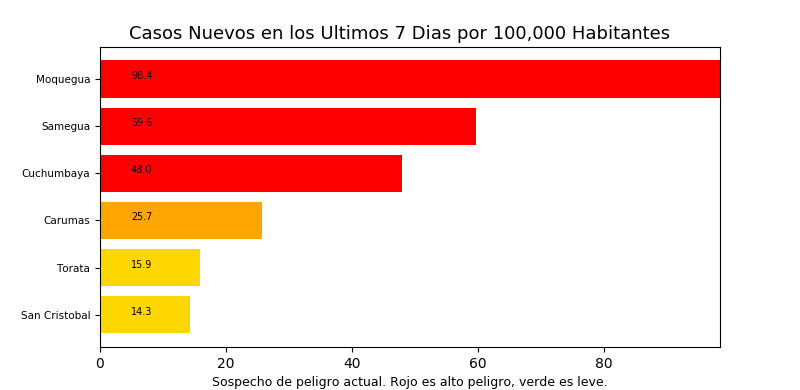 Casos Nuevos en los Ultimos 7 Dias por 100,000 Habitantes
Moquegua 98.4
Samegua 59.6
Cuchumbaya 48.0
Carumas 25.7
Torata 15.9
San Cristobal 14.3
0 20 40 60 80
Sospecho de peligro actual. Rojo es alto peligro, verde es leve.